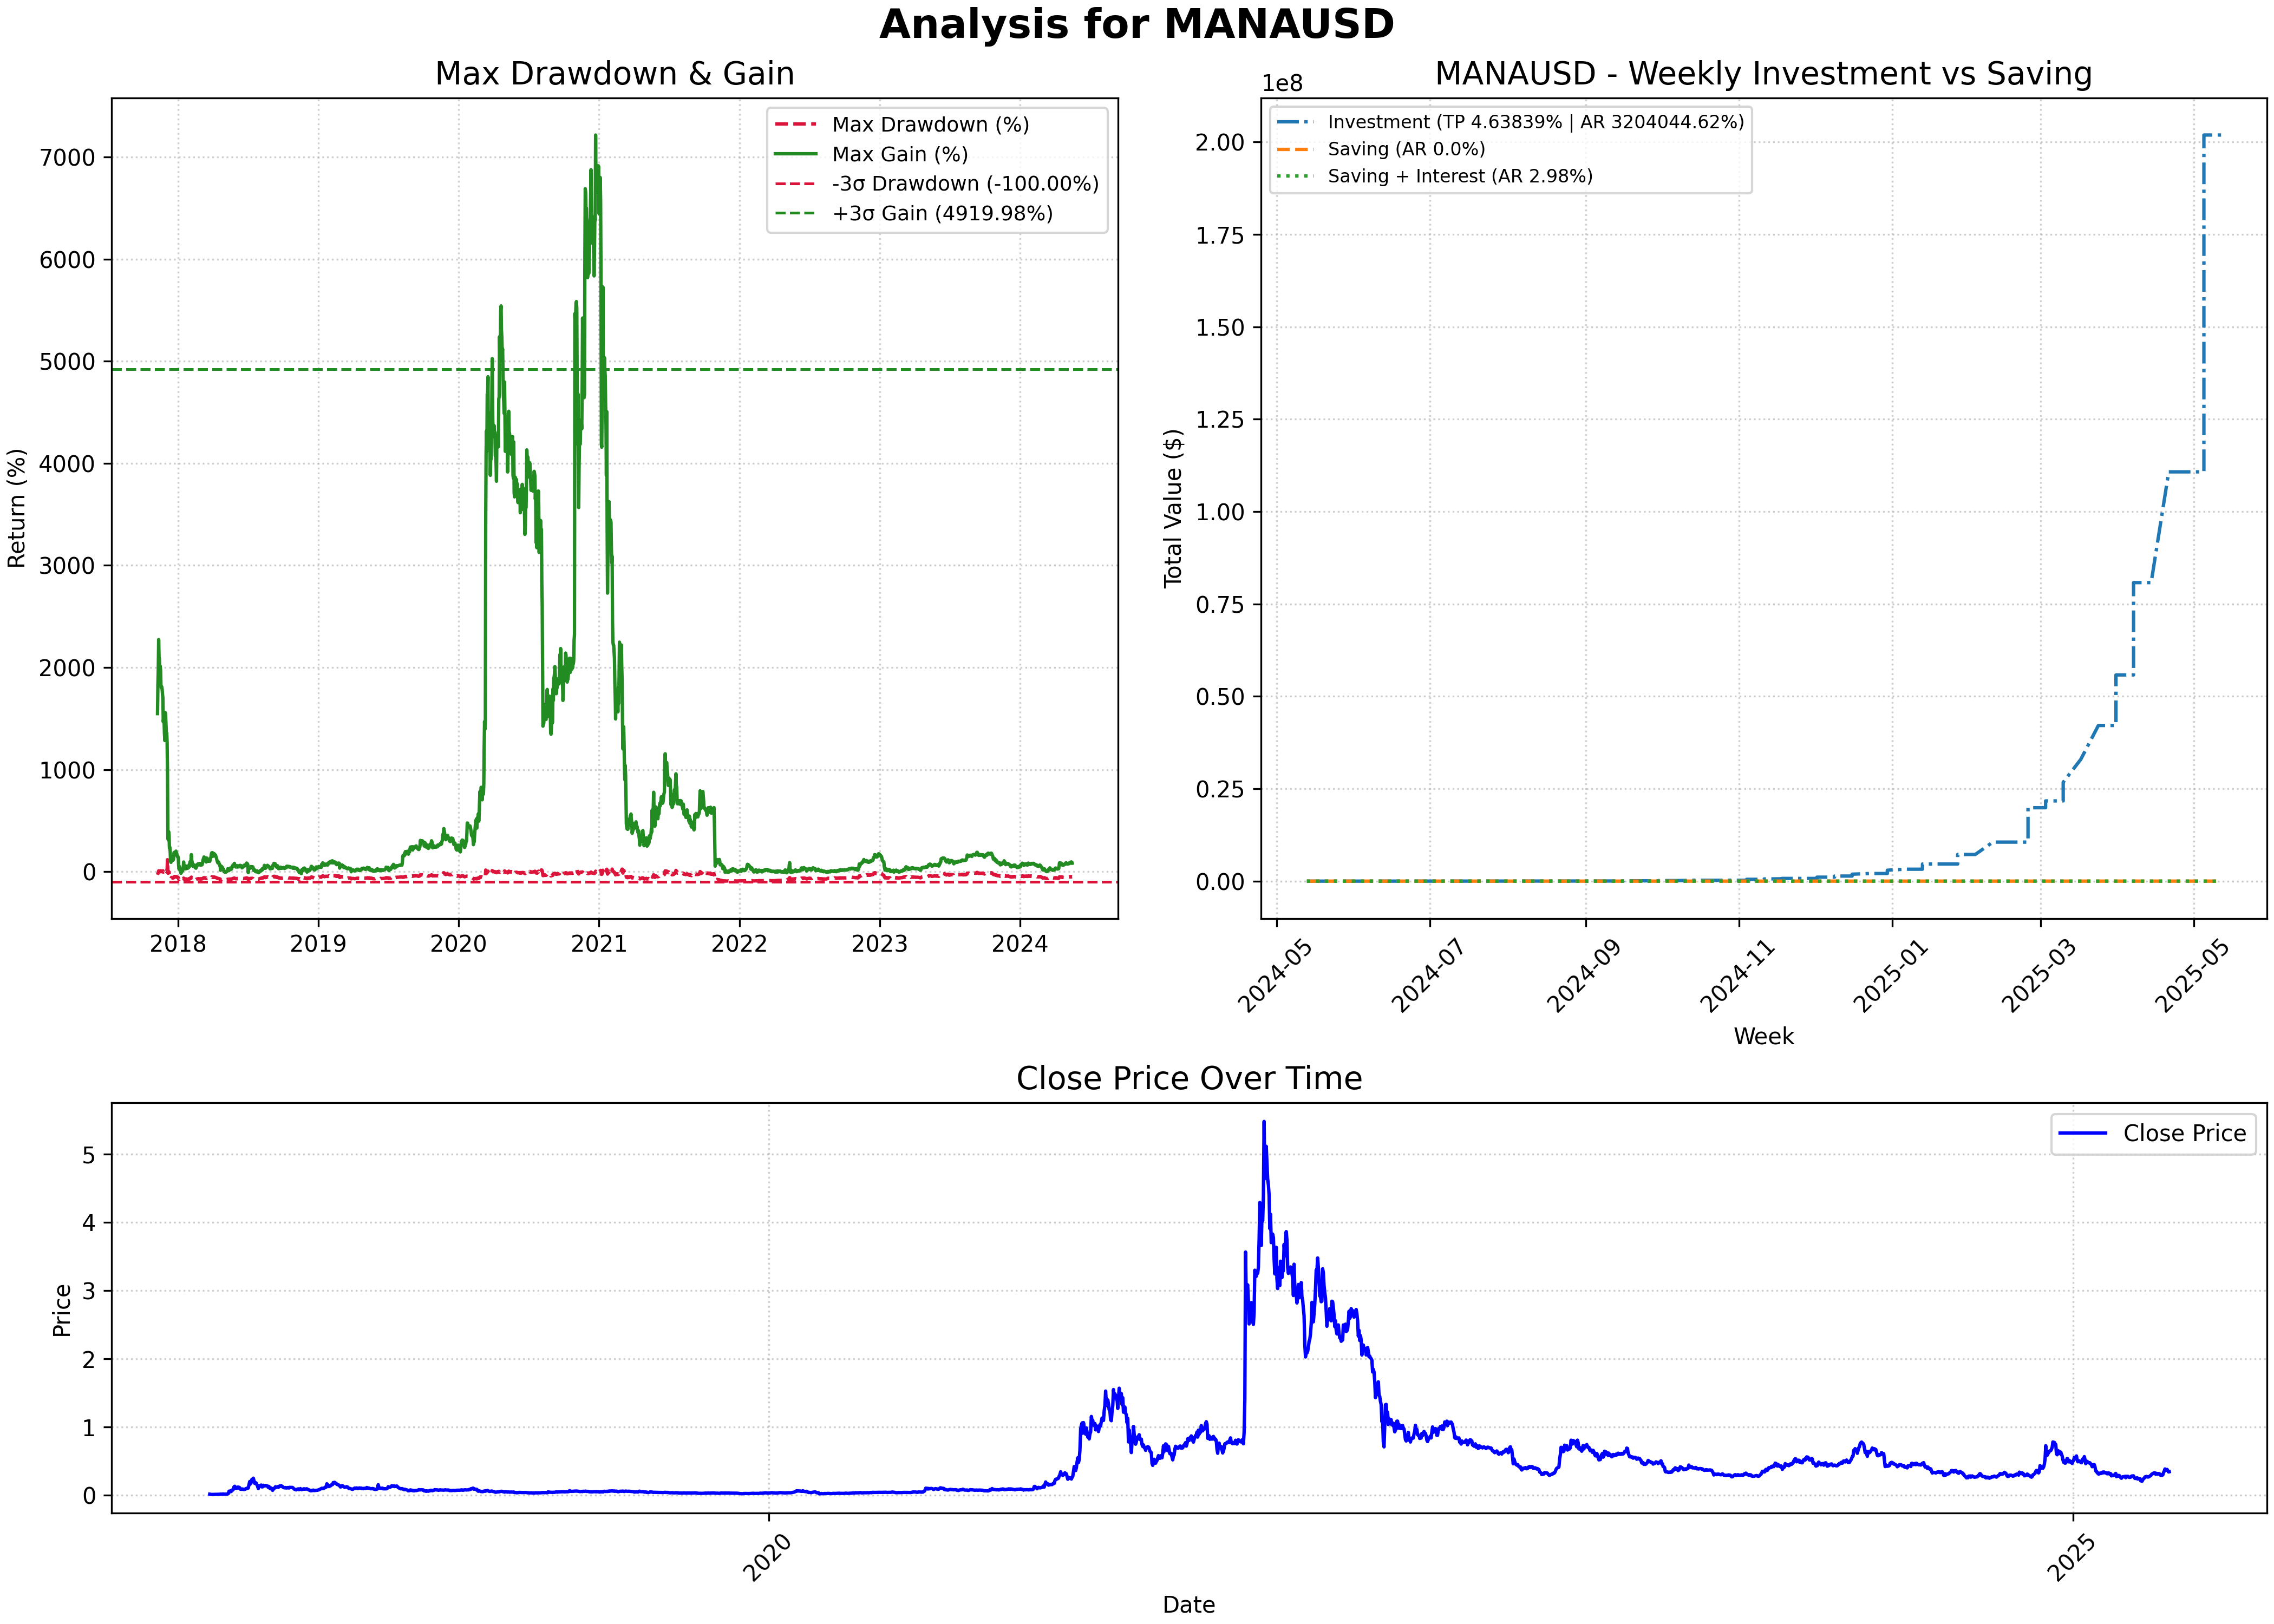 Analysis for MANAUSD
Max Drawdown & Gain
Return (%)
7000
6000
5000
4000
3000
2000
1000
0
2018
2019
2020
2021
2022
2023
2024
Max Drawdown (%)
Max Gain (%)
-3σ Drawdown (-100.00%)
+3σ Gain (4919.98%)
MANAUSD - Weekly Investment vs Saving
1e8
Total Value ($)
2.00
1.75
1.50
1.25
1.00
0.75
0.50
0.25
0.00
2024-05
2024-07
2024-09
2024-11
2025-01
2025-03
2025-05
Week
Investment (TP 4.63839% | AR 3204044.62%)
Saving (AR 0.0%)
Saving + Interest (AR 2.98%)
Close Price Over Time
Price
5
4
3
2
1
0
2020
2025
Date
Close Price